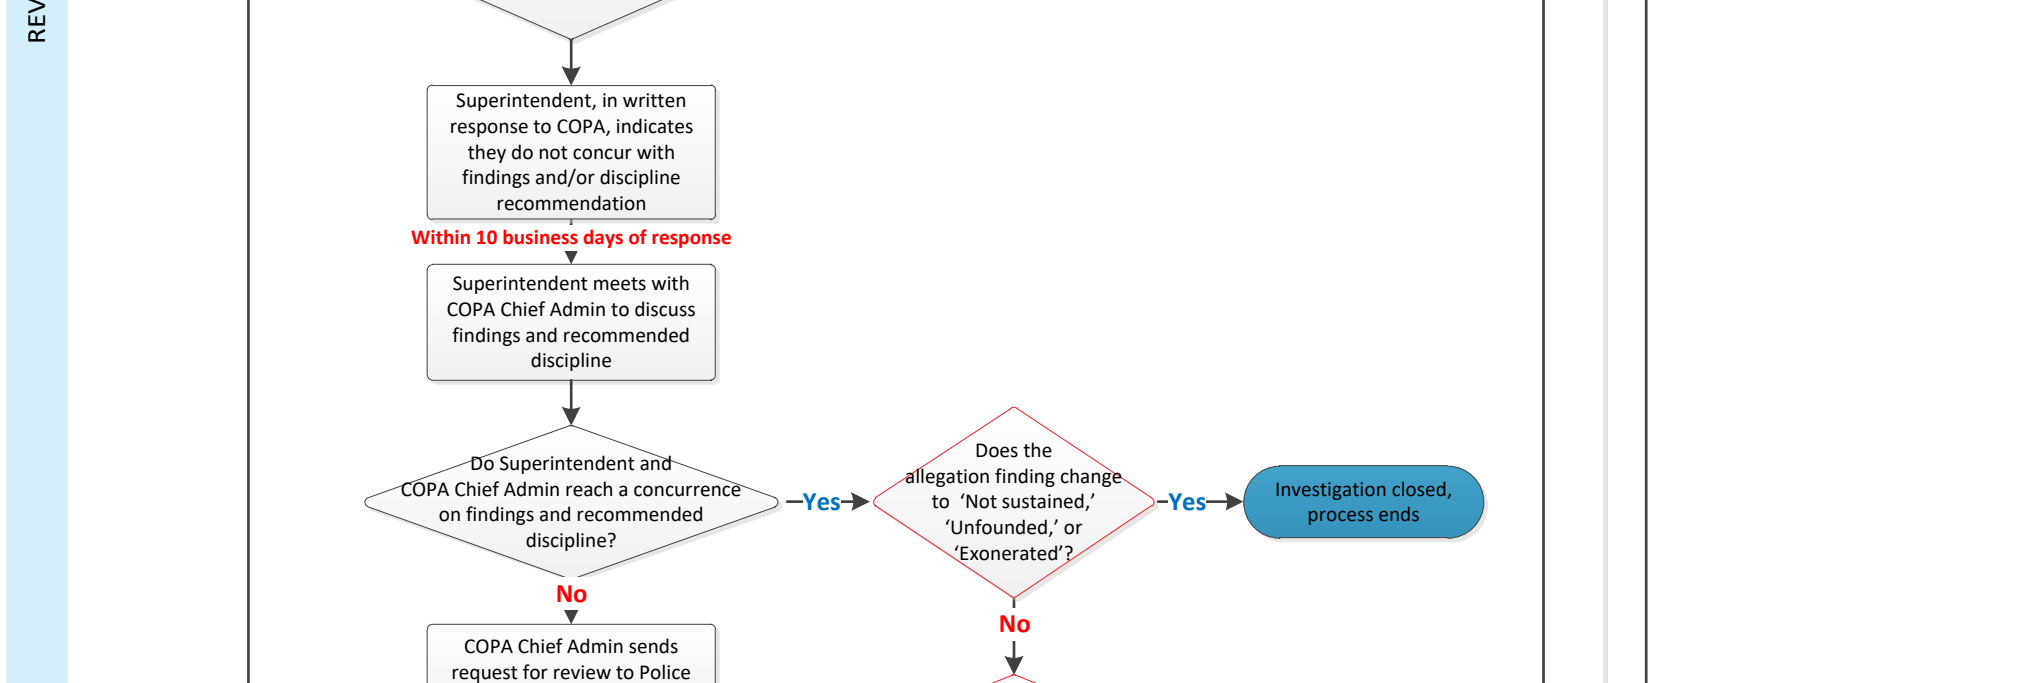 REV
Superintendent, in written
response to COPA, indicates
they do not concur with
findings and/or discipline
recommendation
Within 10 business days of response
Superintendent meets with
COPA Chief Admin to discuss
findings and recommended
discipline
Do Superintendent and
COPA Chief Admin reach a concurrence
on findings and recommended
discipline?
Yes
Does the
allegation finding change
to ‘Not sustained,’
‘Unfounded,’ or
‘Exonerated’?
Yes
Investigation closed,
process ends
No
No
COPA Chief Admin sends
request for review to Police